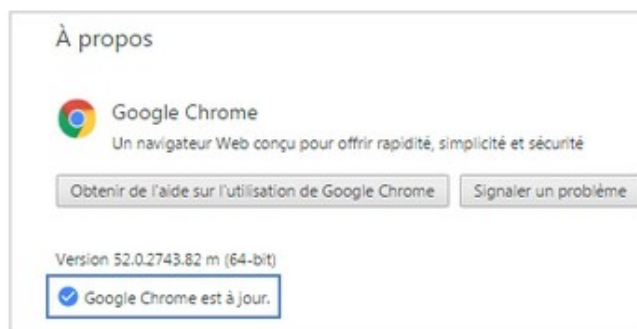 À propos
Google Chrome
Un navigateur Web conçu pour offrir rapidité, simplicité et sécurité
Obtenir de l'aide sur l'utilisation de Google Chrome Signaler un problème
Version 52.0.2743.82 m (64-bit)
Google Chrome est à jour.